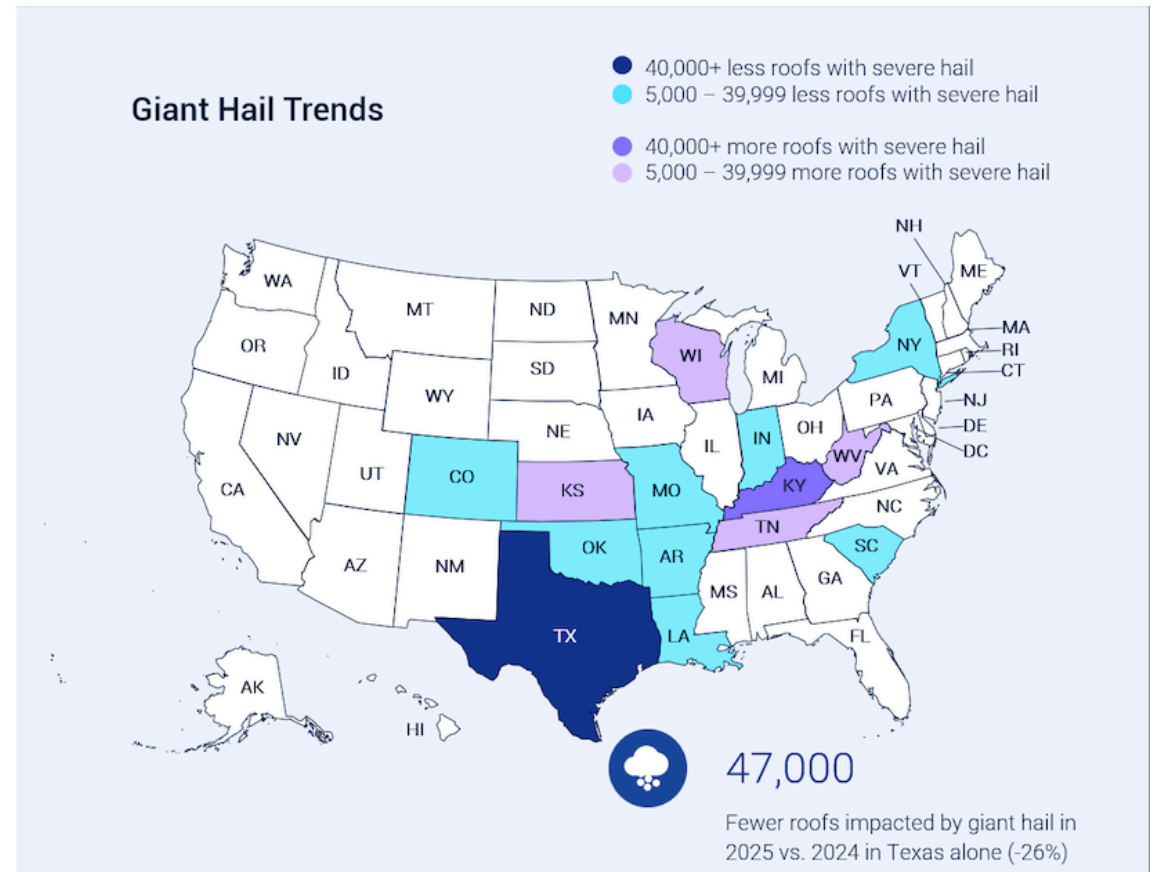 Giant Hail Trends
40,000+ less roofs with severe hail
5,000 – 39,999 less roofs with severe hail
40,000+ more roofs with severe hail
5,000 – 39,999 more roofs with severe hail
NH
VT
ME
WA
MT
ND
MN
OR
ID
SD
WI
NY
MA
RI
CT
WY
MI
IA
PA
NJ
NV
NE
IL
IN
OH
DE
DC
UT
CO
KS
MO
WV
VA
CA
KY
NC
AZ
NM
OK
AR
TN
SC
MS
AL
GA
TX
LA
FL
AK
HI
47,000
Fewer roofs impacted by giant hail in
2025 vs. 2024 in Texas alone (-26%)